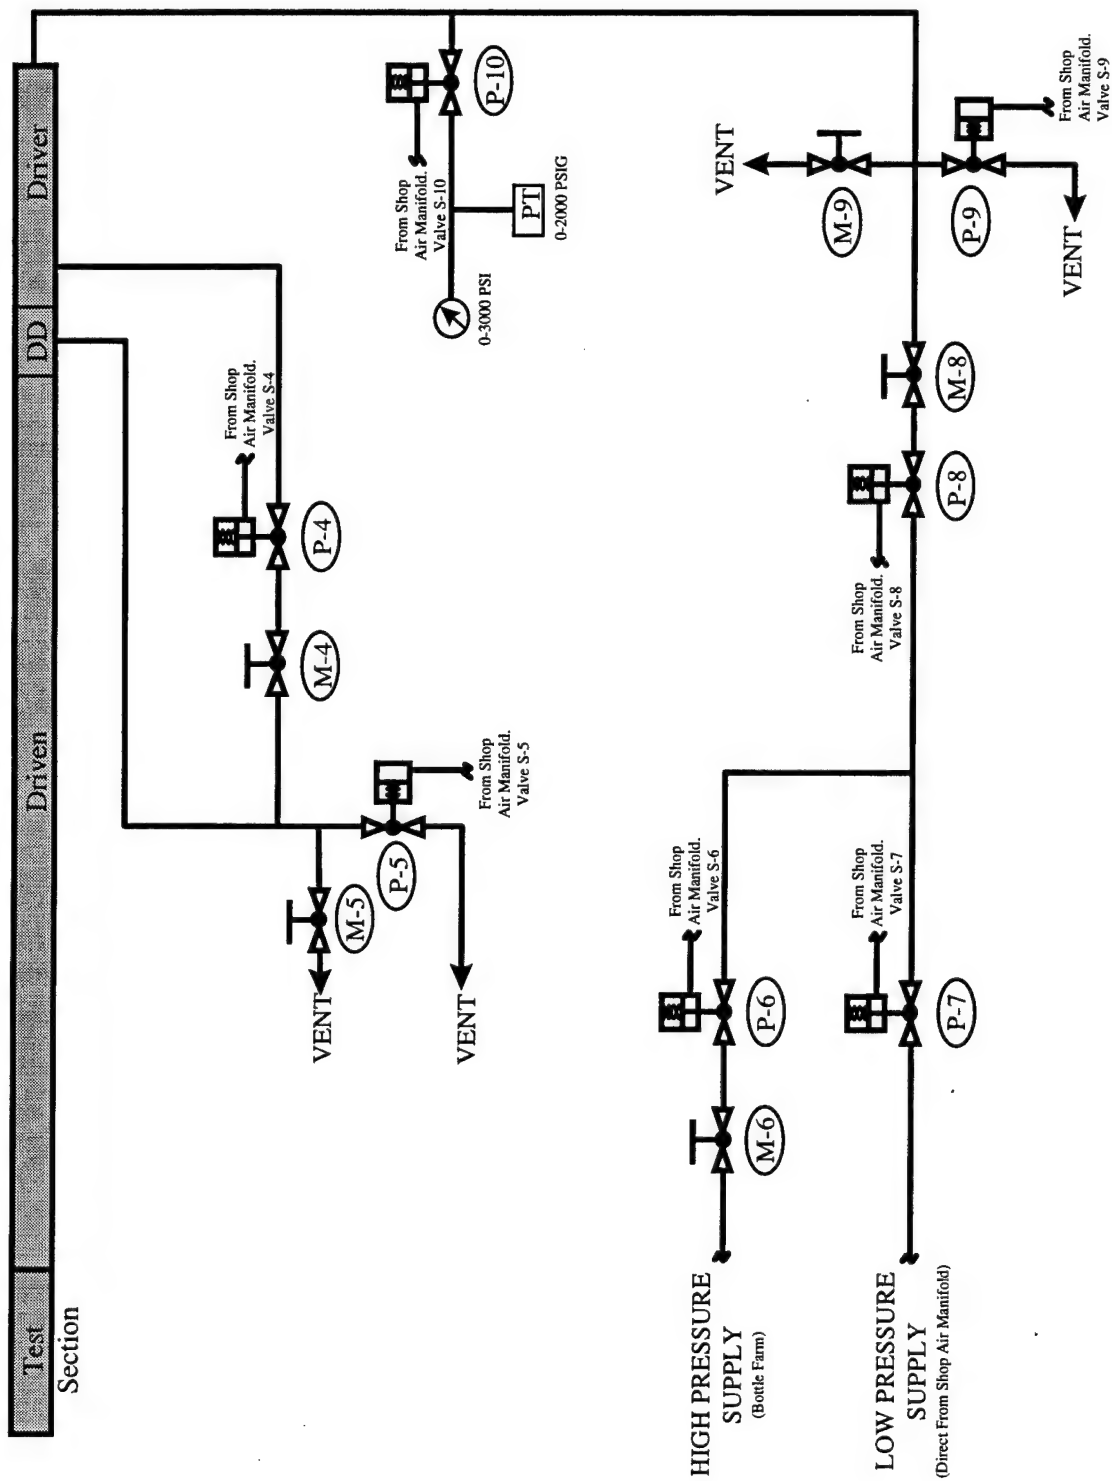 Test
Section
Driven
DD
Driver
From Shop
Air Manifold.
Valve S-4
P-4
M-4
From Shop
Air Manifold.
Valve S-5
P-5
M-5
VENT
VENT
From Shop
Air Manifold.
Valve S-10
P-10
PT
0-2000 PSIG
0-3000 PSI
HIGH PRESSURE
SUPPLY
(Bottle Farm)
M-6
From Shop
Air Manifold.
Valve S-6
P-6
LOW PRESSURE
SUPPLY
(Direct From Shop Air Manifold)
From Shop
Air Manifold.
Valve S-7
P-7
From Shop
Air Manifold.
Valve S-8
P-8
M-8
VENT
M-9
P-9
VENT
From Shop
Air Manifold.
Valve S-9